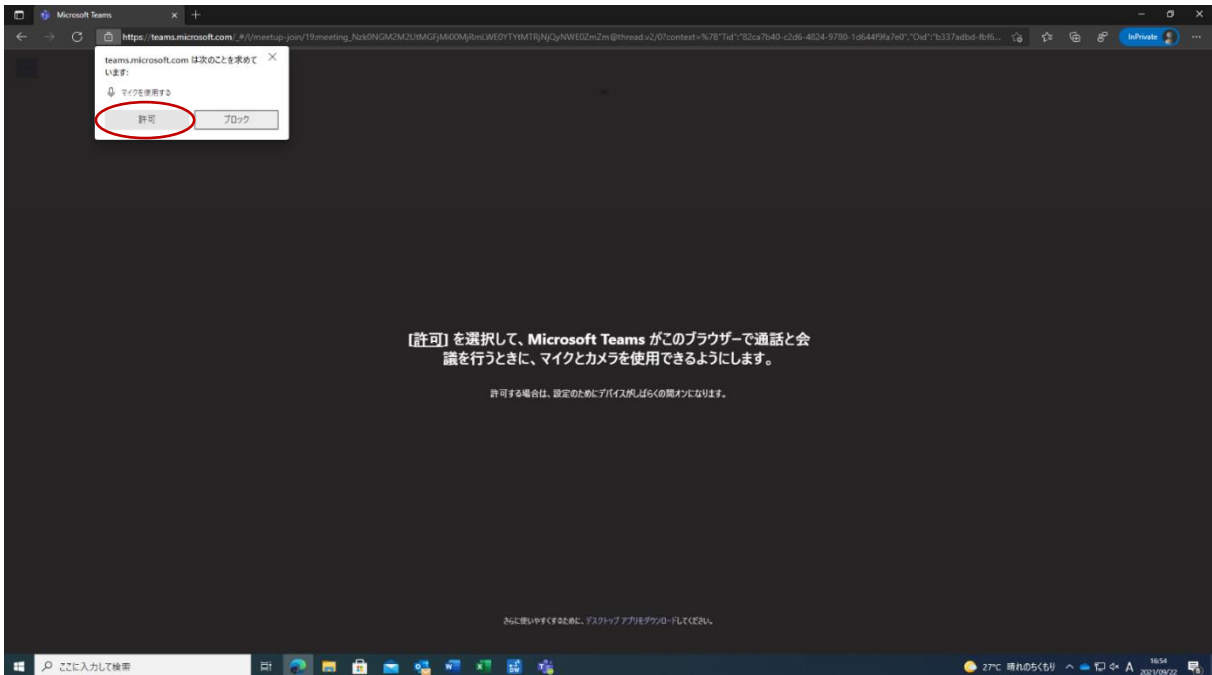 Microsoft Teams
https://teams.microsoft.com/_#/l/meetup-join/19:meeting_
InPrivate
teams.microsoft.com は次のことを求めて
います:
マイクを使用する
許可
ブロック
[許可] を選択して、Microsoft Teams がこのブラウザーで通話と会
議を行うときに、マイクとカメラを使用できるようにします。
許可する場合は、設定のためにデバイスがしばらくの間オンになります。
さらに使いやすくするために、デスクトップ アプリをダウンロードしてください。
ここに入力して検索
27°C 晴れのちくもり
A
16:54
2021/09/22